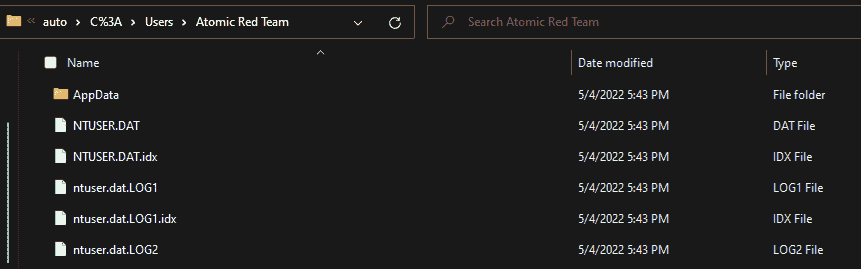 « auto › C%3A › Users › Atomic Red Team
Search Atomic Red Team
Name Date modified Type
AppData 5/4/2022 5:43 PM File folder
NTUSER.DAT 5/4/2022 5:43 PM DAT File
NTUSER.DAT.idx 5/4/2022 5:43 PM IDX File
ntuser.dat.LOG1 5/4/2022 5:43 PM LOG1 File
ntuser.dat.LOG1.idx 5/4/2022 5:43 PM IDX File
ntuser.dat.LOG2 5/4/2022 5:43 PM LOG2 File